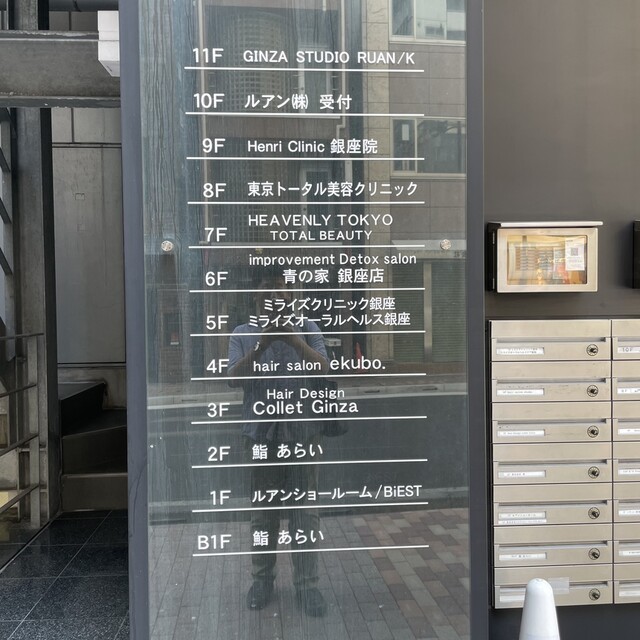 11F GINZA STUDIO RUAN/K
10F ルアン㈱ 受付
9F Henri Clinic 銀座院
8F 東京トータル美容クリニック
7F HEAVENLY TOKYO
TOTAL BEAUTY
6F improvement Detox salon
青の家 銀座店
5F ミライズクリニック銀座
ミライズオーラルヘルス銀座
4F hair salon ekubo.
3F Hair Design
Collet Ginza
2F 鮨 あらい
1F ルアンショールーム/BiEST
B1F 鮨 あらい